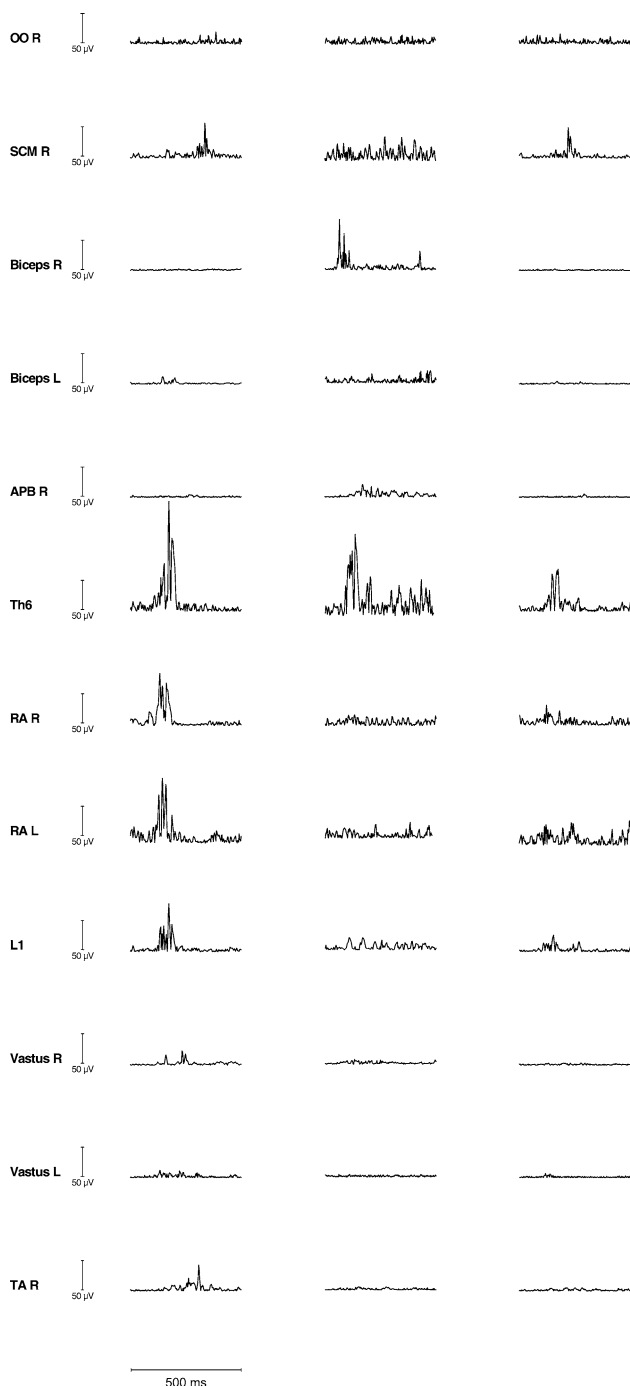 OO R
50 µV
SCM R
50 µV
Biceps R
50 µV
Biceps L
50 µV
APB R
50 µV
Th6
50 µV
RA R
50 µV
RA L
50 µV
L1
50 µV
Vastus R
50 µV
Vastus L
50 µV
TA R
50 µV
500 ms